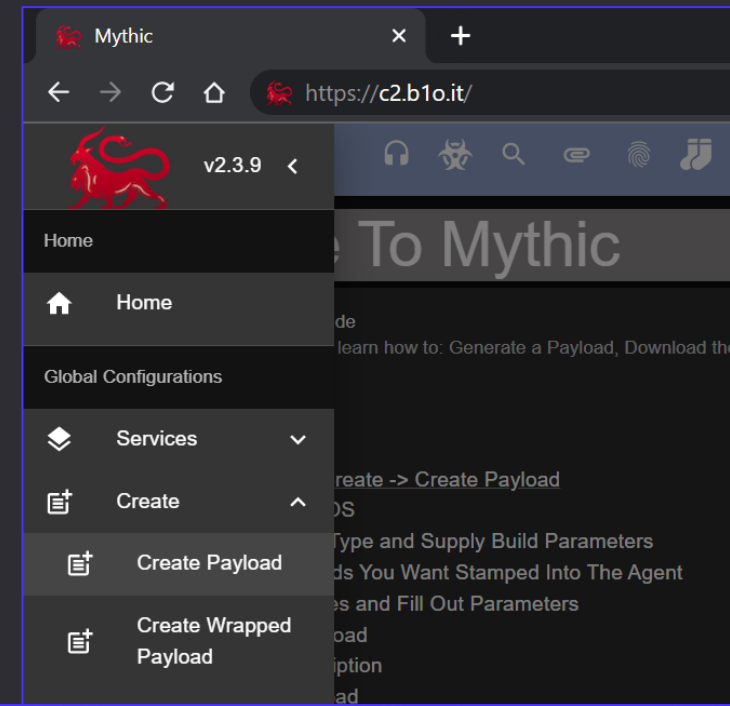 Mythic
https://c2.b1o.it/
v2.3.9
Home
To Mythic
Home
de
learn how to: Generate a Payload, Download the
Global Configurations
Services
Create
reate -> Create Payload
OS
Type and Supply Build Parameters
Create Payload
ds You Want Stamped Into The Agent
es and Fill Out Parameters
Create Wrapped
Payload
oad
iption
ad